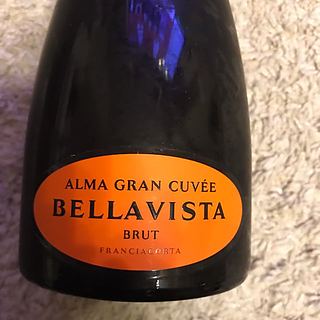 ALMA GRAN CUVÉE
BELLAVISTA
BRUT
FRANCIACORTA